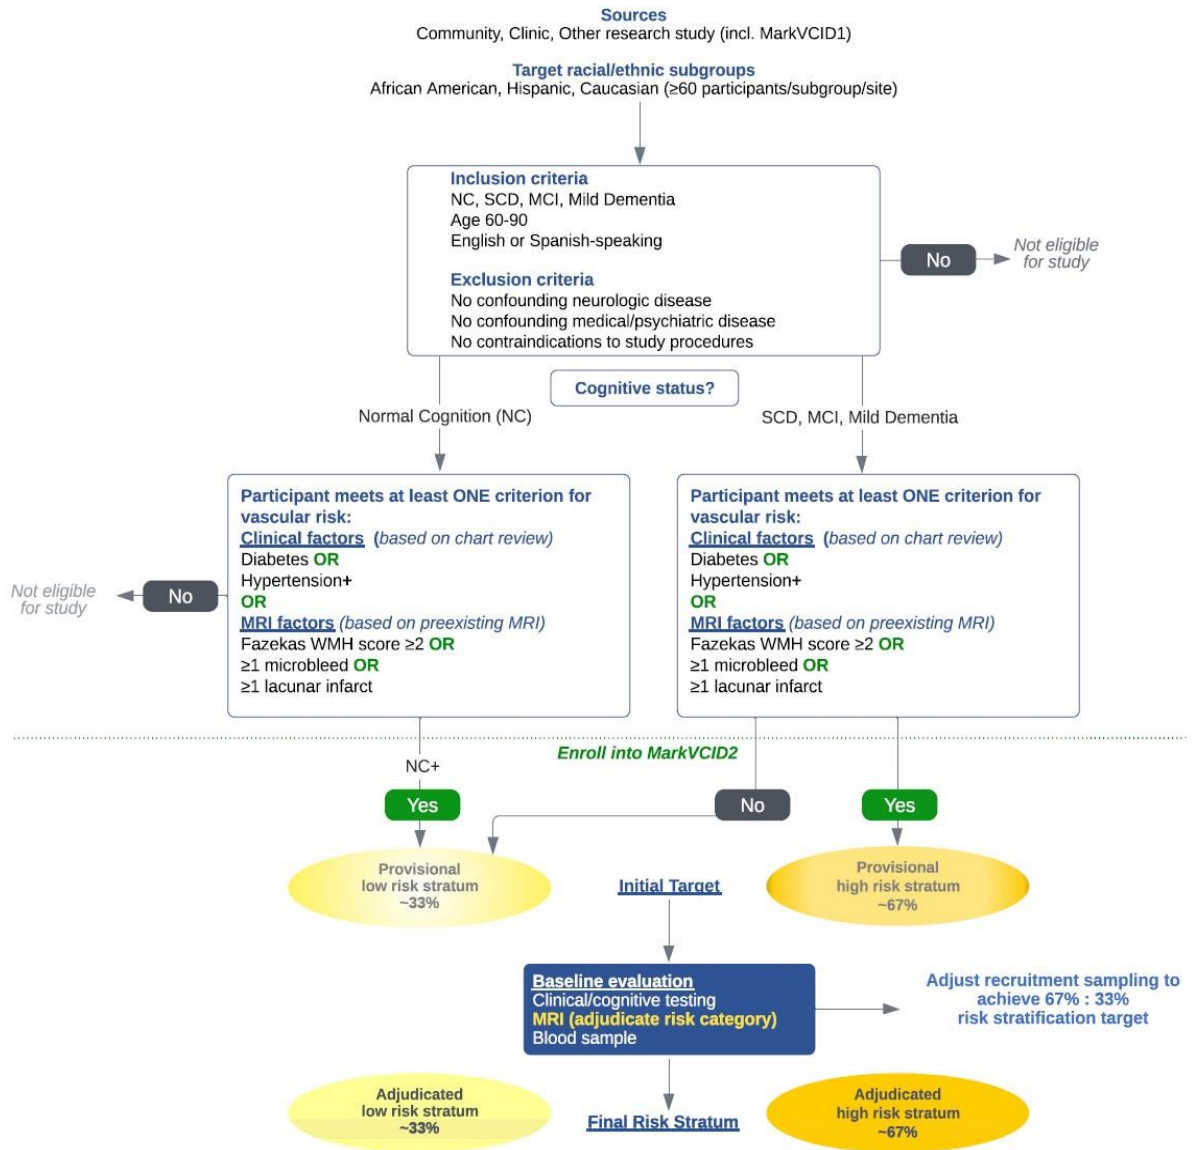 Sources
Community, Clinic, Other research study (incl. MarkVCID1)
Target racial/ethnic subgroups
African American, Hispanic, Caucasian (≥60 participants/subgroup/site)
Inclusion criteria
NC, SCD, MCI, Mild Dementia
Age 60-90
English or Spanish-speaking
Exclusion criteria
No confounding neurologic disease
No confounding medical/psychiatric disease
No contraindications to study procedures
No
Not eligible
for study
Cognitive status?
Normal Cognition (NC)
SCD, MCI, Mild Dementia
Participant meets at least ONE criterion for
vascular risk:
Clinical factors (based on chart review)
Diabetes OR
Hypertension+
OR
MRI factors (based on preexisting MRI)
Fazekas WMH score ≥2 OR
≥1 microbleed OR
≥1 lacunar infarct
No
Not eligible
for study
Participant meets at least ONE criterion for
vascular risk:
Clinical factors (based on chart review)
Diabetes OR
Hypertension+
OR
MRI factors (based on preexisting MRI)
Fazekas WMH score ≥2 OR
≥1 microbleed OR
≥1 lacunar infarct
Enroll into MarkVCID2
NC+
Yes
No
Yes
Provisional
low risk stratum
~33%
Initial Target
Provisional
high risk stratum
~67%
Baseline evaluation
Clinical/cognitive testing
MRI (adjudicate risk category)
Blood sample
Adjust recruitment sampling to
achieve 67% : 33%
risk stratification target
Adjudicated
low risk stratum
~33%
Final Risk Stratum
Adjudicated
high risk stratum
~67%